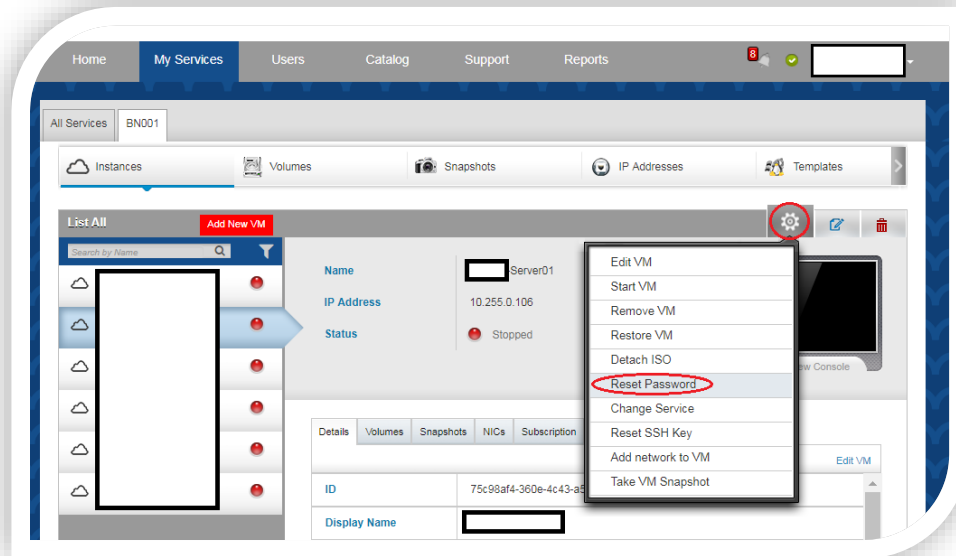 Home My Services Users Catalog Support Reports 8
All Services BN001
Instances Volumes Snapshots IP Addresses Templates
List All Add New VM
Search by Name
Name -Server01
IP Address 10.255.0.106
Status Stopped
Edit VM
Start VM
Remove VM
Restore VM
Detach ISO
Reset Password
Change Service
Reset SSH Key
Add network to VM
Take VM Snapshot
Console
Details Volumes Snapshots NICs Subscription
Edit VM
ID 75c98af4-360e-4c43-a5
Display Name